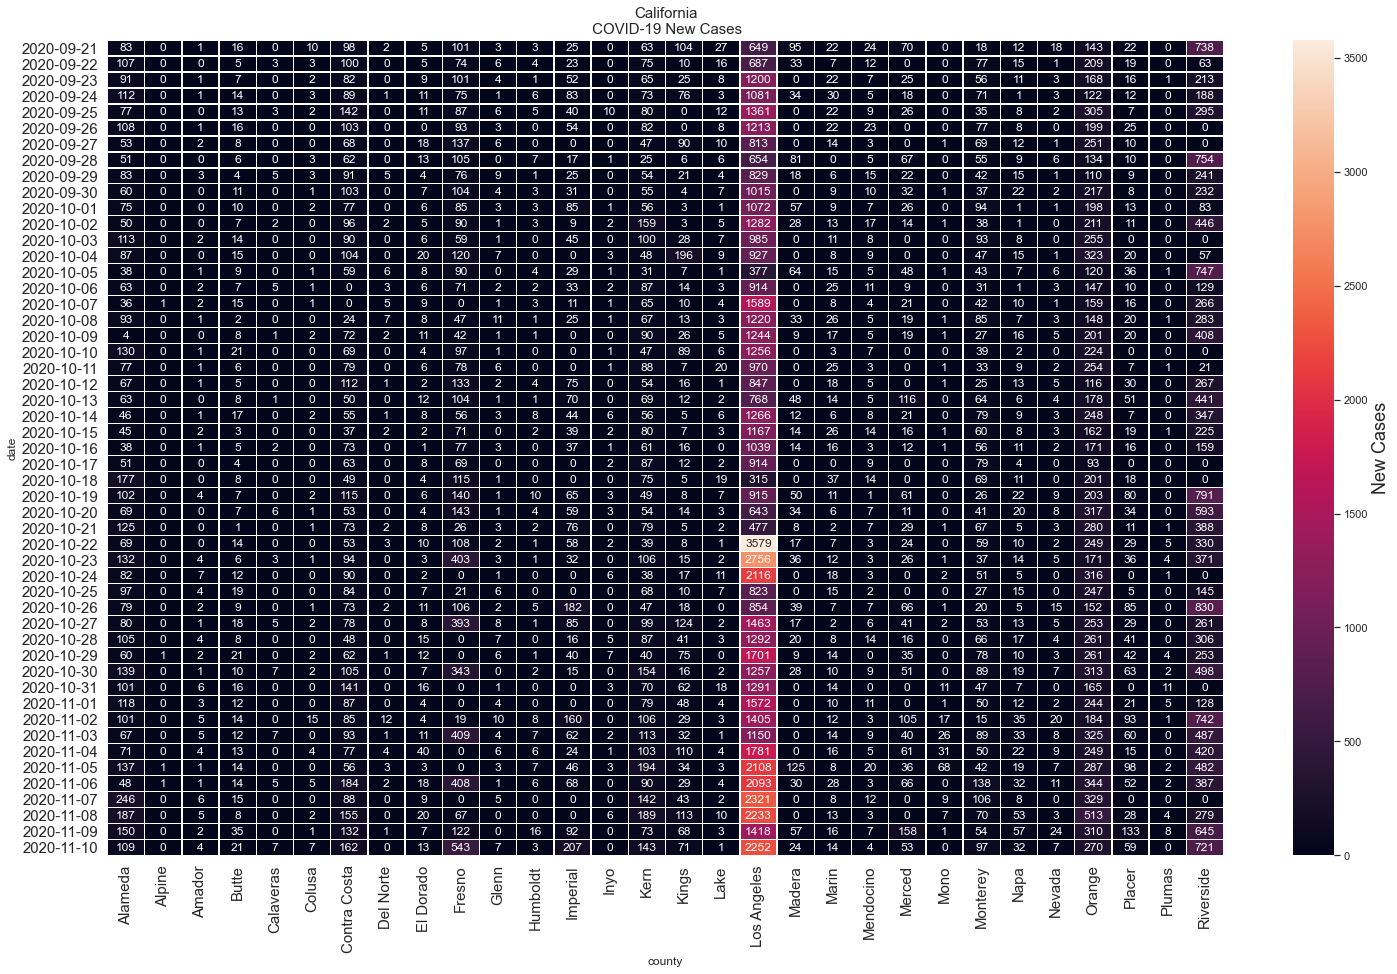 California
COVID-19 New Cases
2020-09-21 83 0 1 16 0 10 98 2 5 101 3 3 25 0 63 104 27 649 95 22 24 70 0 18 12 18 143 22 0 738
2020-09-22 107 0 0 5 3 3 100 0 5 74 6 4 23 0 75 10 16 687 33 7 12 0 0 77 15 1 209 19 0 63
2020-09-23 91 0 1 7 0 2 82 0 9 101 4 1 52 0 65 25 8 1200 0 22 7 25 0 56 11 3 168 16 1 213
2020-09-24 112 0 1 14 0 3 89 1 11 75 1 6 83 0 73 76 3 1081 34 30 5 18 0 71 1 3 122 12 0 188
2020-09-25 77 0 0 13 3 2 142 0 11 87 6 5 40 10 80 0 12 1361 0 22 9 26 0 35 8 2 305 7 0 295
2020-09-26 108 0 1 16 0 0 103 0 0 93 3 0 54 0 82 0 8 1213 0 22 23 0 0 77 8 0 199 25 0 0
2020-09-27 53 0 2 8 0 0 68 0 18 137 6 0 0 0 47 90 10 813 0 14 3 0 1 69 12 1 251 10 0 0
2020-09-28 51 0 0 6 0 3 62 0 13 105 0 7 17 1 25 6 6 654 81 0 5 67 0 55 9 6 134 10 0 754
2020-09-29 83 0 3 4 5 3 91 5 4 76 9 1 25 0 54 21 4 829 18 6 15 22 0 42 15 1 110 9 0 241
2020-09-30 60 0 0 11 0 1 103 0 7 104 4 3 31 0 55 4 7 1015 0 9 10 32 1 37 22 2 217 8 0 232
2020-10-01 75 0 0 10 0 2 77 0 6 85 3 3 85 1 56 3 1 1072 57 9 7 26 0 94 1 1 198 13 0 83
2020-10-02 50 0 0 7 2 0 96 2 5 90 1 3 9 2 159 3 5 1282 28 13 17 14 1 38 1 0 211 11 0 446
2020-10-03 113 0 2 14 0 0 90 0 6 59 1 0 45 0 100 28 7 985 0 11 8 0 0 93 8 0 255 0 0 0
2020-10-04 87 0 0 15 0 0 104 0 20 120 7 0 0 3 48 196 9 927 0 8 9 0 0 47 15 1 323 20 0 57
2020-10-05 38 0 1 9 0 1 59 6 8 90 0 4 29 1 31 7 1 377 64 15 5 48 1 43 7 6 120 36 1 747
2020-10-06 63 0 2 7 5 1 0 3 6 71 2 2 33 2 87 14 3 914 0 25 11 9 0 31 1 3 147 10 0 129
2020-10-07 36 1 2 15 0 1 0 5 9 0 1 3 11 1 65 10 4 1589 0 8 4 21 0 42 10 1 159 16 0 266
2020-10-08 93 0 1 2 0 0 24 7 8 47 11 1 25 1 67 13 3 1220 33 26 5 19 1 85 7 3 148 20 1 283
2020-10-09 4 0 0 8 1 2 72 2 11 42 1 1 0 0 90 26 5 1244 9 17 5 19 1 27 16 5 201 20 0 408
2020-10-10 130 0 1 21 0 0 69 0 4 97 1 0 0 1 47 89 6 1256 0 3 7 0 0 39 2 0 224 0 0 0
2020-10-11 77 0 1 6 0 0 79 0 6 78 6 0 0 1 88 7 20 970 0 25 3 0 1 33 9 2 254 7 1 21
2020-10-12 67 0 1 5 0 0 112 1 2 133 2 4 75 0 54 16 1 847 0 18 5 0 1 25 13 5 116 30 0 267
2020-10-13 63 0 0 8 1 0 50 0 12 104 1 1 70 0 69 12 2 768 48 14 5 116 0 64 6 4 178 51 0 441
2020-10-14 46 0 1 17 0 2 55 1 8 56 3 8 44 6 56 5 6 1266 12 6 8 21 0 79 9 3 248 7 0 347
2020-10-15 45 0 2 3 0 0 37 2 2 71 0 2 39 2 80 7 3 1167 14 26 14 16 1 60 8 3 162 19 1 225
2020-10-16 38 0 1 5 2 0 73 0 1 77 3 0 37 1 61 16 0 1039 14 16 3 12 1 56 11 2 171 16 0 159
2020-10-17 51 0 0 4 0 0 63 0 8 69 0 0 0 2 87 12 2 914 0 0 9 0 0 79 4 0 93 0 0 0
2020-10-18 177 0 0 8 0 0 49 0 4 115 1 0 0 0 75 5 19 315 0 37 14 0 0 69 11 0 201 18 0 0
2020-10-19 102 0 4 7 0 2 115 0 6 140 1 10 65 3 49 8 7 915 50 11 1 61 0 26 22 9 203 80 0 791
2020-10-20 69 0 0 7 6 1 53 0 4 143 1 4 59 3 54 14 3 643 34 6 7 11 0 41 20 8 317 34 0 593
2020-10-21 125 0 0 1 0 1 73 2 8 26 3 2 76 0 79 5 2 477 8 2 7 29 1 67 5 3 280 11 1 388
2020-10-22 69 0 0 14 0 0 53 3 10 108 2 1 58 2 39 8 1 3579 17 7 3 24 0 59 10 2 249 29 5 330
2020-10-23 132 0 4 6 3 1 94 0 3 403 3 1 32 0 106 15 2 2756 36 12 3 26 1 37 14 5 171 36 4 371
2020-10-24 82 0 7 12 0 0 90 0 2 0 1 0 0 6 38 17 11 2116 0 18 3 0 2 51 5 0 316 0 1 0
2020-10-25 97 0 4 19 0 0 84 0 7 21 6 0 0 0 68 10 7 823 0 15 2 0 0 27 15 0 247 5 0 145
2020-10-26 79 0 2 9 0 1 73 2 11 106 2 5 182 0 47 18 0 854 39 7 7 66 1 20 5 15 152 85 0 830
2020-10-27 80 0 1 18 5 2 78 0 8 393 8 1 85 0 99 124 2 1463 17 2 6 41 2 53 13 5 253 29 0 261
2020-10-28 105 0 4 8 0 0 48 0 15 0 7 0 16 5 87 41 3 1292 20 8 14 16 0 66 17 4 261 41 0 306
2020-10-29 60 1 2 21 0 2 62 1 12 0 6 1 40 7 40 75 0 1701 9 14 0 35 0 78 10 3 261 42 4 253
2020-10-30 139 0 1 10 7 2 105 0 7 343 0 2 15 0 154 16 2 1257 28 10 9 51 0 89 19 7 313 63 2 498
2020-10-31 101 0 6 16 0 0 141 0 16 0 1 0 0 3 70 62 18 1291 0 14 0 0 11 47 7 0 165 0 11 0
2020-11-01 118 0 3 12 0 0 87 0 4 0 4 0 0 0 79 48 4 1572 0 10 11 0 1 50 12 2 244 21 5 128
2020-11-02 101 0 5 14 0 15 85 12 4 19 10 8 160 0 106 29 3 1405 0 12 3 105 17 15 35 20 184 93 1 742
2020-11-03 67 0 5 12 7 0 93 1 11 409 4 7 62 2 113 32 1 1150 0 14 9 40 26 89 33 8 325 60 0 487
2020-11-04 71 0 4 13 0 4 77 4 40 0 6 6 24 1 103 110 4 1781 0 16 5 61 31 50 22 9 249 15 0 420
2020-11-05 137 1 1 14 0 0 56 3 3 0 3 7 46 3 194 34 3 2108 125 8 20 36 68 42 19 7 287 98 2 482
2020-11-06 48 1 1 14 5 5 184 2 18 408 1 6 68 0 90 29 4 2093 30 28 3 66 0 138 32 11 344 52 2 387
2020-11-07 246 0 6 15 0 0 88 0 9 0 5 0 0 0 142 43 2 2321 0 8 12 0 9 106 8 0 329 0 0 0
2020-11-08 187 0 5 8 0 2 155 0 20 67 0 0 0 6 189 113 10 2233 0 13 3 0 7 70 53 3 513 28 4 279
2020-11-09 150 0 2 35 0 1 132 1 7 122 0 16 92 0 73 68 3 1418 57 16 7 158 1 54 57 24 310 133 8 645
2020-11-10 109 0 4 21 7 7 162 0 13 543 7 3 207 0 143 71 1 2252 24 14 4 53 0 97 32 7 270 59 0 721
date
Alameda Alpine Amador Butte Calaveras Colusa Contra Costa Del Norte El Dorado Fresno Glenn Humboldt Imperial Inyo Kern Kings Lake Los Angeles Madera Marin Mendocino Merced Mono Monterey Napa Nevada Orange Placer Plumas Riverside
county
3500
3000
2500
2000
1500
1000
500
0
New Cases